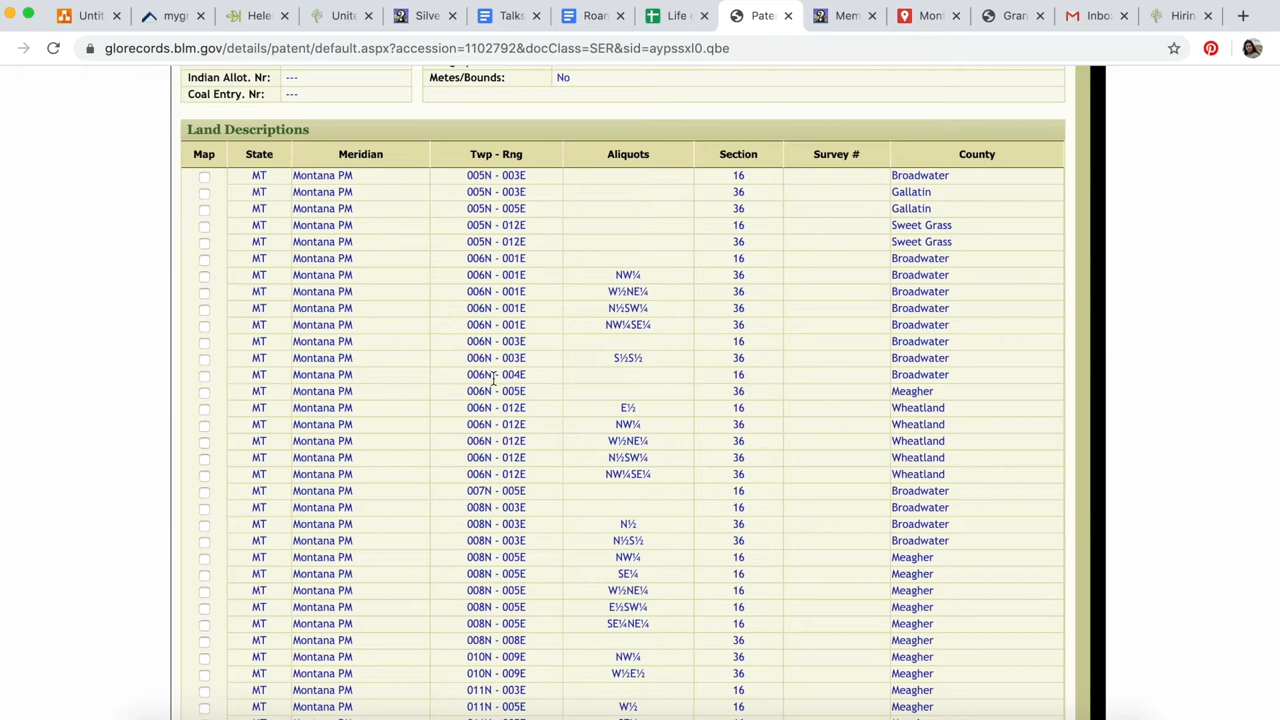 Untit
mygr
Hele
Unite
Silve
Talks
Roan
Life c
Pate
Mem
Mont
Gran
Inbo
Hirin
glorecords.blm.gov/details/patent/default.aspx?accession=1102792&docClass=SER&sid=aypssxl0.qbe
Indian Allot. Nr: --- Metes/Bounds: No
Coal Entry. Nr: ---
Land Descriptions
Map State Meridian Twp - Rng Aliquots Section Survey # County
MT Montana PM 005N - 003E 16 Broadwater
MT Montana PM 005N - 003E 36 Gallatin
MT Montana PM 005N - 005E 36 Gallatin
MT Montana PM 005N - 012E 16 Sweet Grass
MT Montana PM 005N - 012E 36 Sweet Grass
MT Montana PM 006N - 001E 16 Broadwater
MT Montana PM 006N - 001E NW¼ 36 Broadwater
MT Montana PM 006N - 001E W½NE¼ 36 Broadwater
MT Montana PM 006N - 001E N½SW¼ 36 Broadwater
MT Montana PM 006N - 001E NW¼SE¼ 36 Broadwater
MT Montana PM 006N - 003E 16 Broadwater
MT Montana PM 006N - 003E S½S½ 36 Broadwater
MT Montana PM 006N - 004E 16 Broadwater
MT Montana PM 006N - 005E 36 Meagher
MT Montana PM 006N - 012E E½ 16 Wheatland
MT Montana PM 006N - 012E NW¼ 36 Wheatland
MT Montana PM 006N - 012E W½NE¼ 36 Wheatland
MT Montana PM 006N - 012E N½SW¼ 36 Wheatland
MT Montana PM 006N - 012E NW¼SE¼ 36 Wheatland
MT Montana PM 007N - 005E 16 Broadwater
MT Montana PM 008N - 003E 16 Broadwater
MT Montana PM 008N - 003E N½ 36 Broadwater
MT Montana PM 008N - 003E N½S½ 36 Broadwater
MT Montana PM 008N - 005E NW¼ 16 Meagher
MT Montana PM 008N - 005E SE¼ 16 Meagher
MT Montana PM 008N - 005E W½NE¼ 16 Meagher
MT Montana PM 008N - 005E E½SW¼ 16 Meagher
MT Montana PM 008N - 005E SE¼NE¼ 16 Meagher
MT Montana PM 008N - 008E 36 Meagher
MT Montana PM 010N - 009E NW¼ 36 Meagher
MT Montana PM 010N - 009E W½E½ 36 Meagher
MT Montana PM 011N - 003E 16 Meagher
MT Montana PM 011N - 005E W½ 16 Meagher